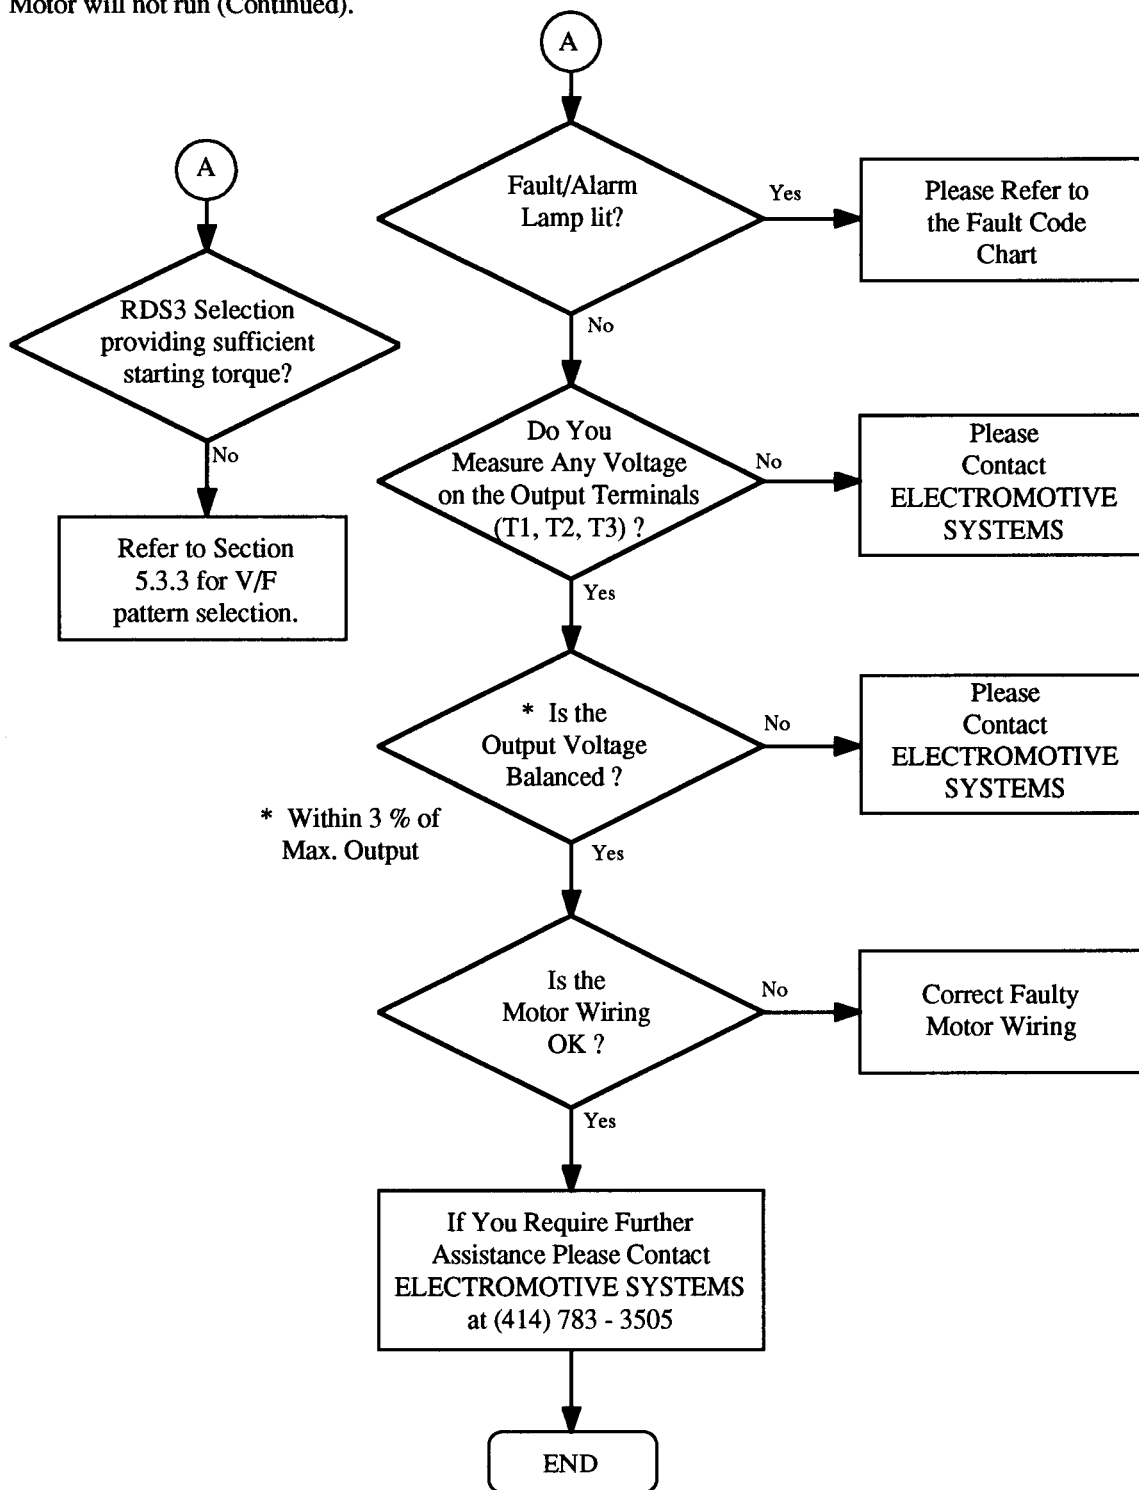 Motor will not run (Continued).
A
Fault/Alarm
Lamp lit?
Yes
Please Refer to
the Fault Code
Chart
No
A
RDS3 Selection
providing sufficient
starting torque?
No
Refer to Section
5.3.3 for V/F
pattern selection.
Do You
Measure Any Voltage
on the Output Terminals
(T1, T2, T3) ?
No
Please
Contact
ELECTROMOTIVE
SYSTEMS
Yes
* Is the
Output Voltage
Balanced ?
No
Please
Contact
ELECTROMOTIVE
SYSTEMS
* Within 3 % of
Max. Output
Yes
Is the
Motor Wiring
OK ?
No
Correct Faulty
Motor Wiring
Yes
If You Require Further
Assistance Please Contact
ELECTROMOTIVE SYSTEMS
at (414) 783 - 3505
END